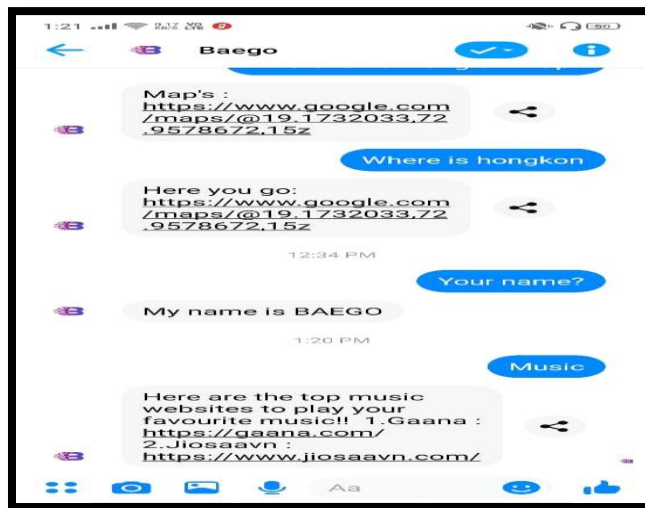 1:21
Baego
Map's :
https://www.google.com
/maps/@19.1732033,72
.9578672,15z
Where is hongkon
Here you go:
https://www.google.com
/maps/@19.1732033,72
.9578672,15z
12:34 PM
Your name?
My name is BAEGO
1:20 PM
Music
Here are the top music
websites to play your
favourite music!! 1.Gaana :
https://gaana.com/
2.Jiosaavn :
https://www.jiosaavn.com/
Aa